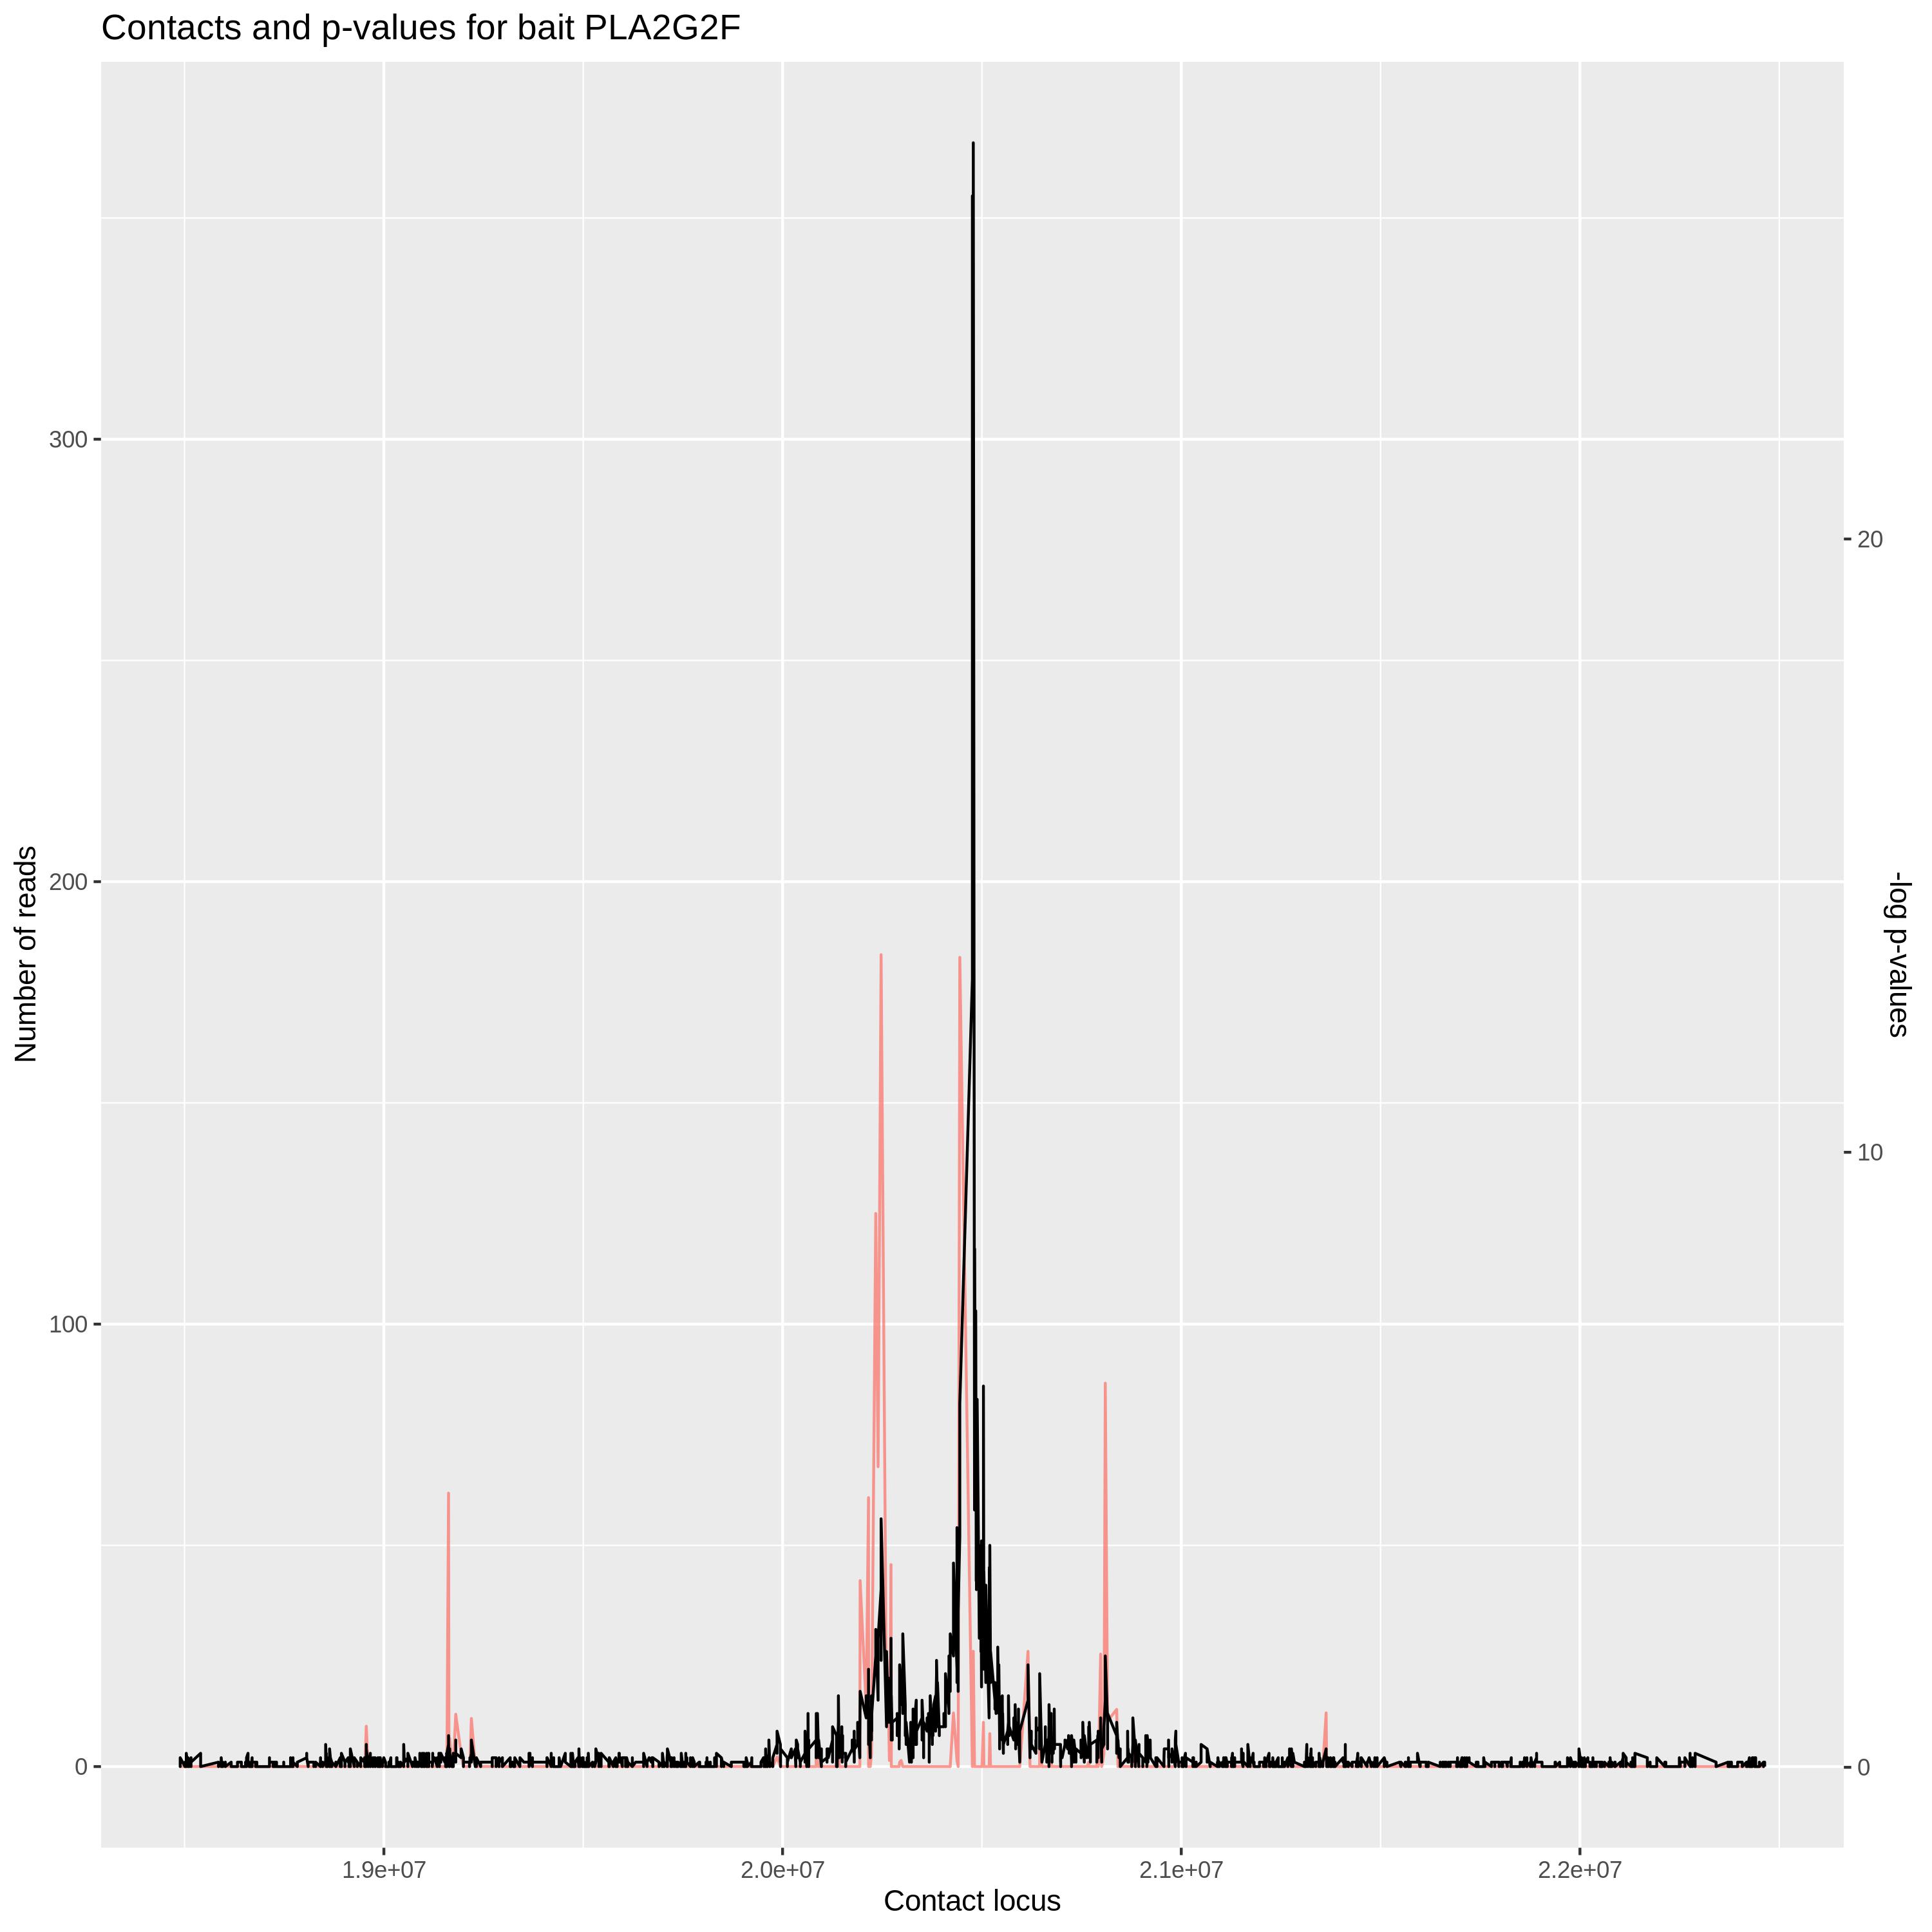 Contacts and p-values for bait PLA2G2F
300
200
100
0
Number of reads
20
10
0
-log p-values
1.9e+07
2.0e+07
2.1e+07
2.2e+07
Contact locus